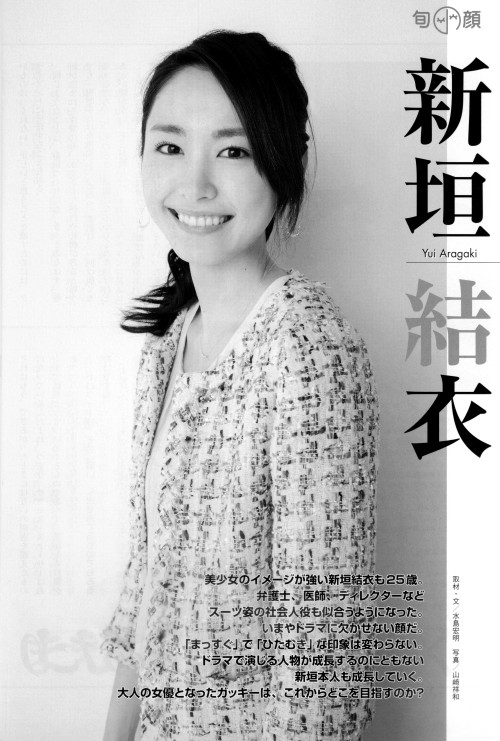 旬顔
新垣
Yui Aragaki
結衣
美少女のイメージが強い新垣結衣も25歳。
弁護士、医師、ディレクターなど
スーツ姿の社会人役も似合うようになった。
いまやドラマに欠かせない顔だ。
「まっすぐ」で「ひたむき」な印象は変わらない。
ドラマで演じる人物が成長するのにともない
新垣本人も成長していく。
大人の女優となったガッキーは、これからどこを目指すのか?
取材・文/水島宏明 写真/山崎祥和